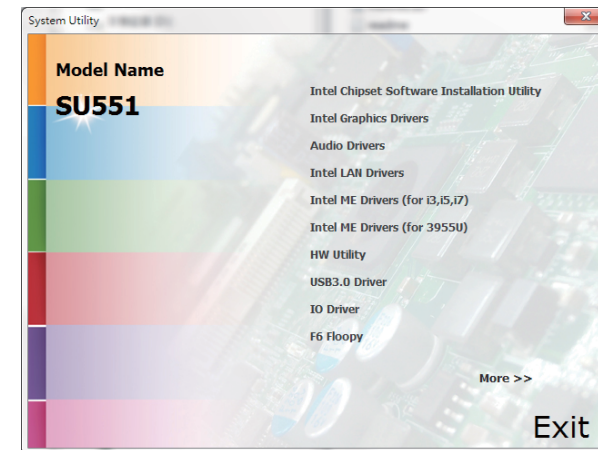 System Utility
Model Name
SU551
Intel Chipset Software Installation Utility
Intel Graphics Drivers
Audio Drivers
Intel LAN Drivers
Intel ME Drivers (for i3,i5,i7)
Intel ME Drivers (for 3955U)
HW Utility
USB3.0 Driver
IO Driver
F6 Floopy
More >>
Exit